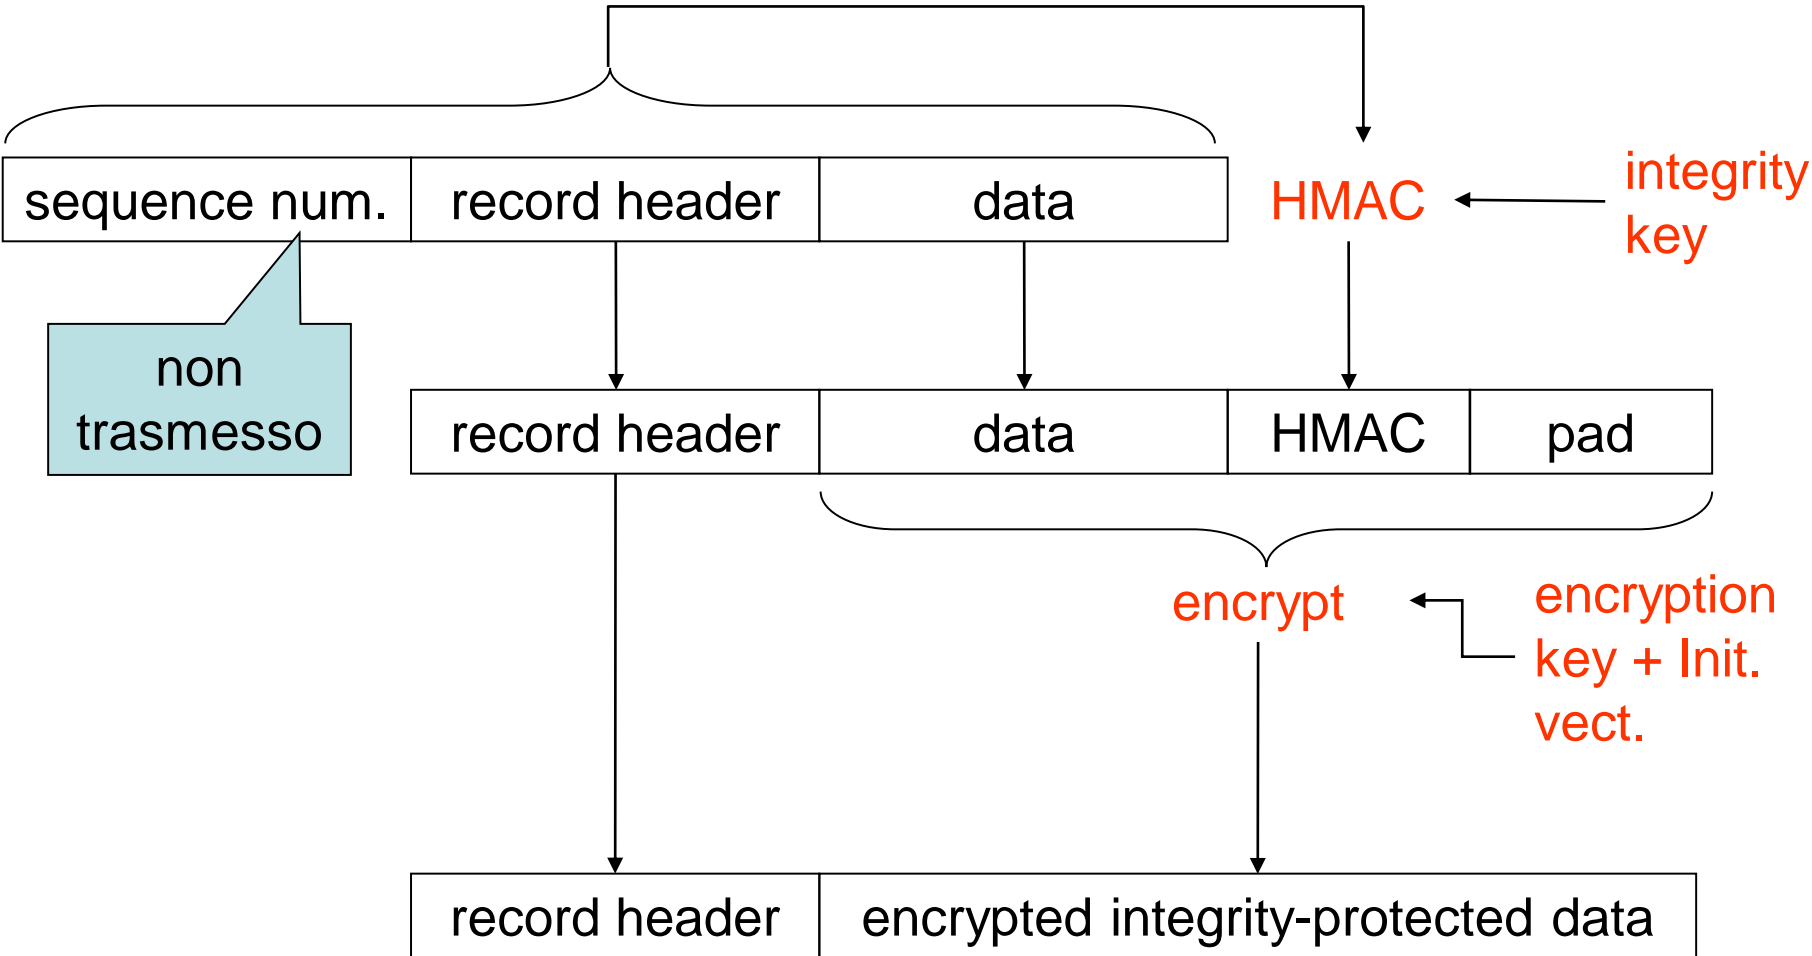 sequence num. record header data HMAC integrity
key
non
trasmesso
record header data HMAC pad
encrypt
encryption
key + Init.
vect.
record header encrypted integrity-protected data